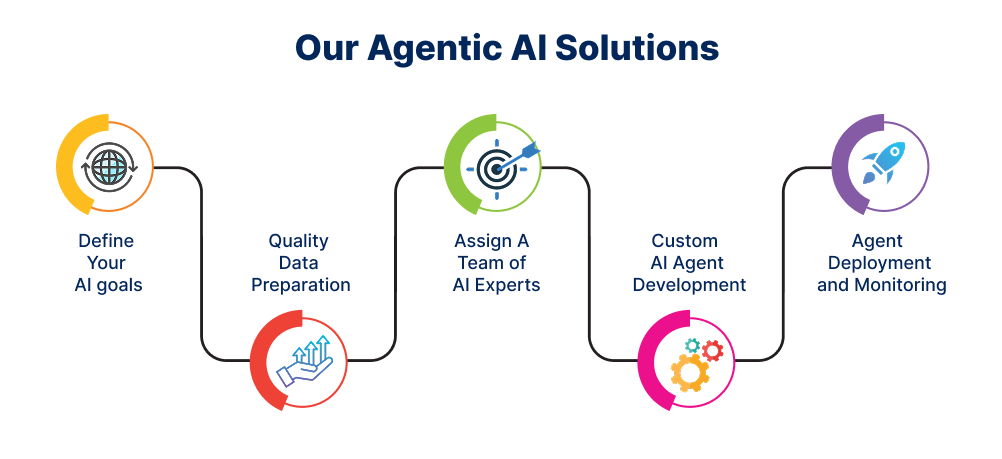 Our Agentic AI Solutions
Define
Your
AI goals
Quality
Data
Preparation
Assign A
Team of
AI Experts
Custom
AI Agent
Development
Agent
Deployment
and Monitoring